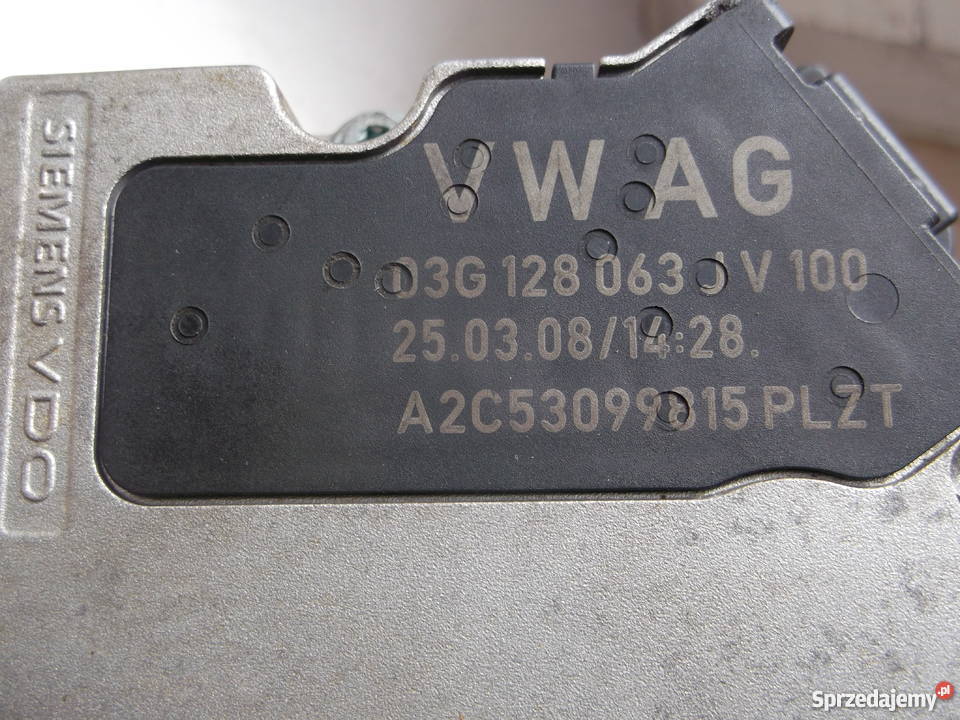 SIEMENS VDO
VW AG
03G 128 063 J V 100
25.03.08/14:28.
A2C53099815 PLZT
Sprzedajemy.pl